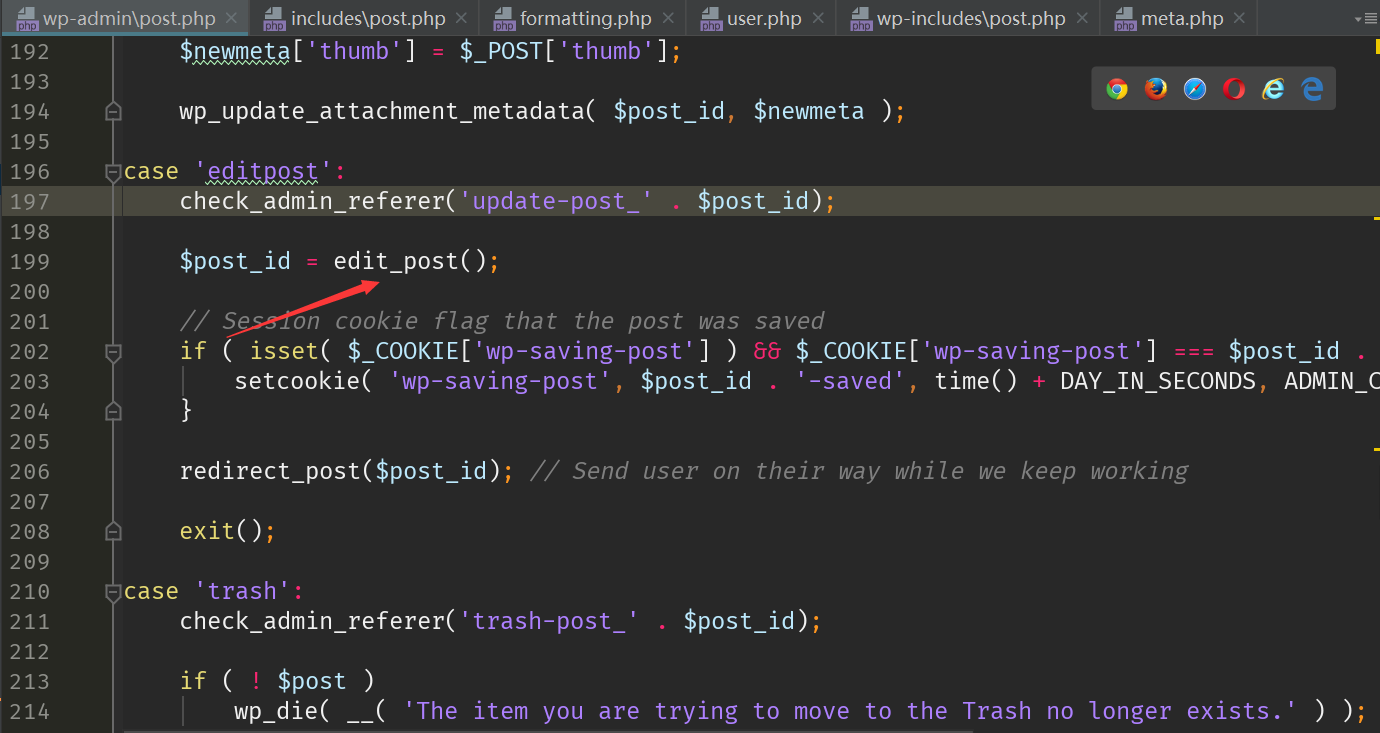 wp-admin\post.php includes\post.php formatting.php user.php wp-includes\post.php meta.php
192 $newmeta['thumb'] = $_POST['thumb'];
193
194 wp_update_attachment_metadata( $post_id, $newmeta );
195
196 case 'editpost':
197 check_admin_referer('update-post_' . $post_id);
198
199 $post_id = edit_post();
200
201 // Session cookie flag that the post was saved
202 if ( isset( $_COOKIE['wp-saving-post'] ) && $_COOKIE['wp-saving-post'] === $post_id .
203 setcookie( 'wp-saving-post', $post_id . '-saved', time() + DAY_IN_SECONDS, ADMIN_C
204 }
205
206 redirect_post($post_id); // Send user on their way while we keep working
207
208 exit();
209
210 case 'trash':
211 check_admin_referer('trash-post_' . $post_id);
212
213 if ( ! $post )
214 wp_die( __( 'The item you are trying to move to the Trash no longer exists.' ) );